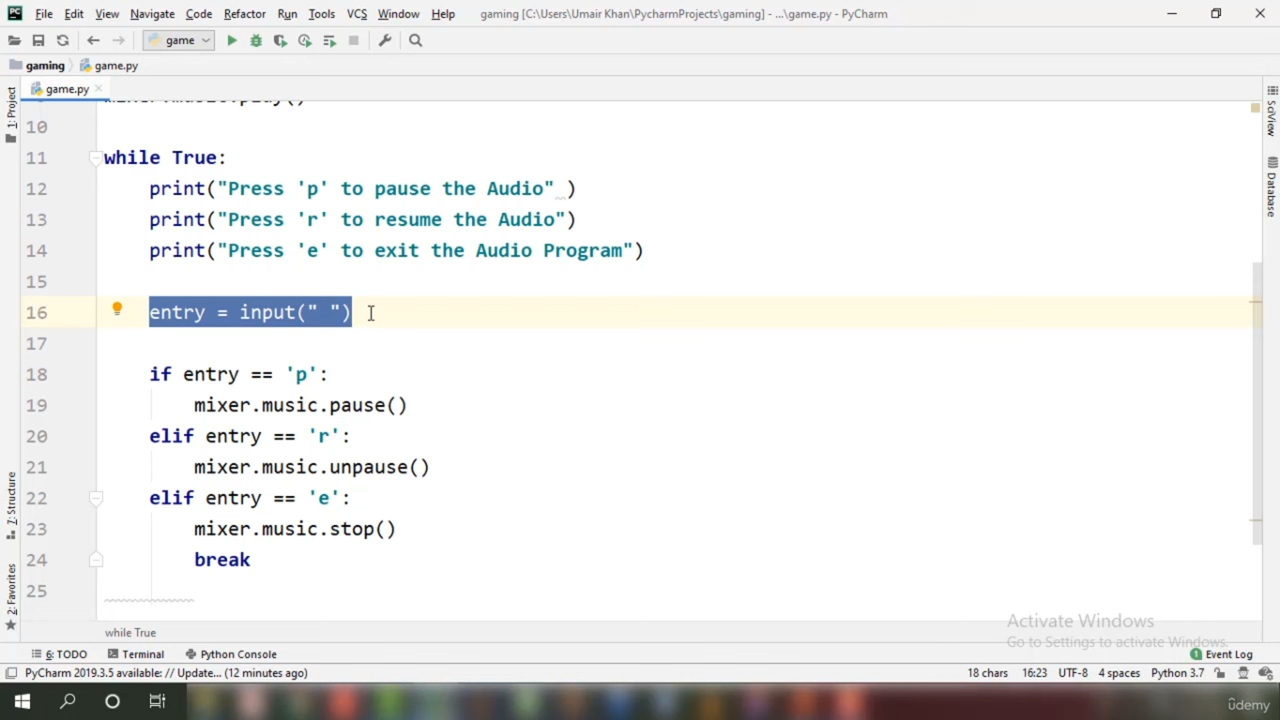 File Edit View Navigate Code Refactor Run Tools VCS Window Help gaming [C:\Users\Umair Khan\PycharmProjects\gaming] - ...\game.py - PyCharm
game
gaming game.py
game.py
1: Project
SciView
Database
mixer.music.play()
10
11 while True:
12 print("Press 'p' to pause the Audio" )
13 print("Press 'r' to resume the Audio")
14 print("Press 'e' to exit the Audio Program")
15
16 entry = input(" ")
17
18 if entry == 'p':
19 mixer.music.pause()
20 elif entry == 'r':
21 mixer.music.unpause()
22 elif entry == 'e':
23 mixer.music.stop()
24 break
25
7: Structure
2: Favorites
Activate Windows
Go to Settings to activate Windows.
while True
6: TODO Terminal Python Console 1 Event Log
PyCharm 2019.3.5 available: // Update... (12 minutes ago) 18 chars 16:23 UTF-8 4 spaces Python 3.7
ûdemy